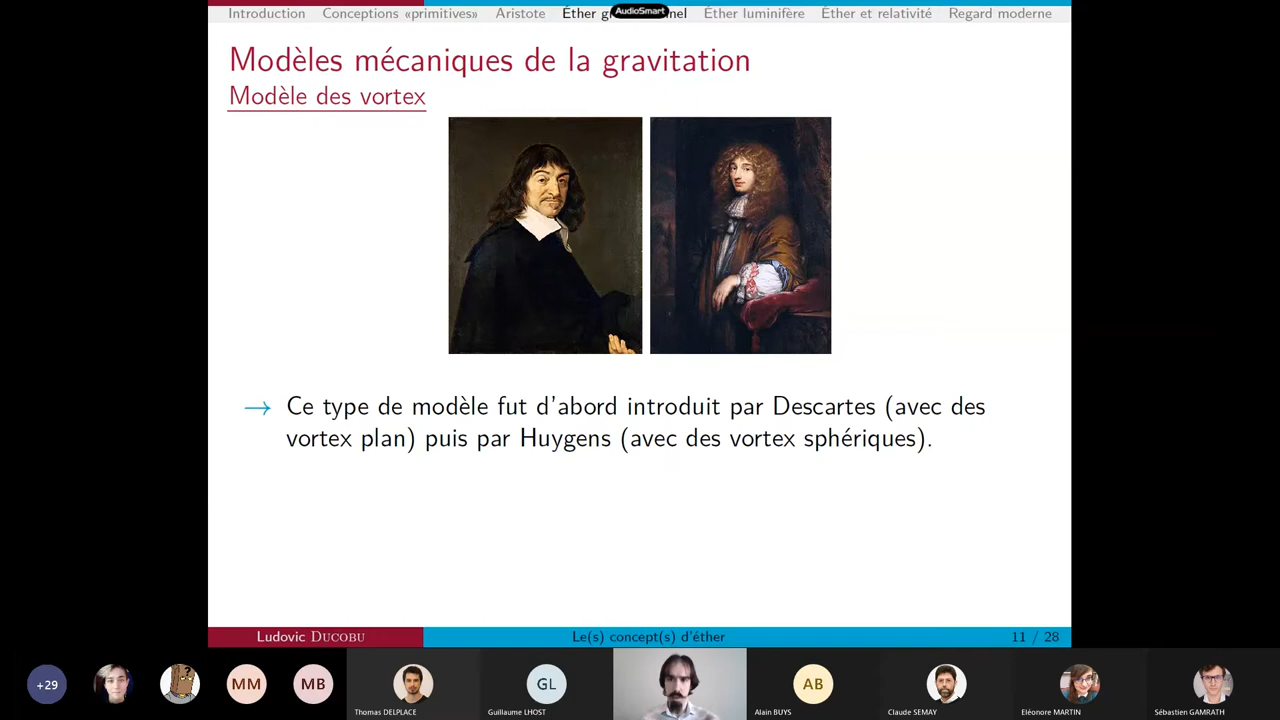 Introduction Conceptions «primitives» Aristote Éther g AudioSmart nel Éther luminifère Éther et relativité Regard moderne
Modèles mécaniques de la gravitation
Modèle des vortex
→ Ce type de modèle fut d'abord introduit par Descartes (avec des
vortex plan) puis par Huygens (avec des vortex sphériques).
Ludovic DUCOBU Le(s) concept(s) d'éther 11 / 28
+29 MM MB GL AB
Thomas DELPLACE Guillaume LHOST Alain BUYS Claude SEMAY Eléonore MARTIN Sébastien GAMRATH